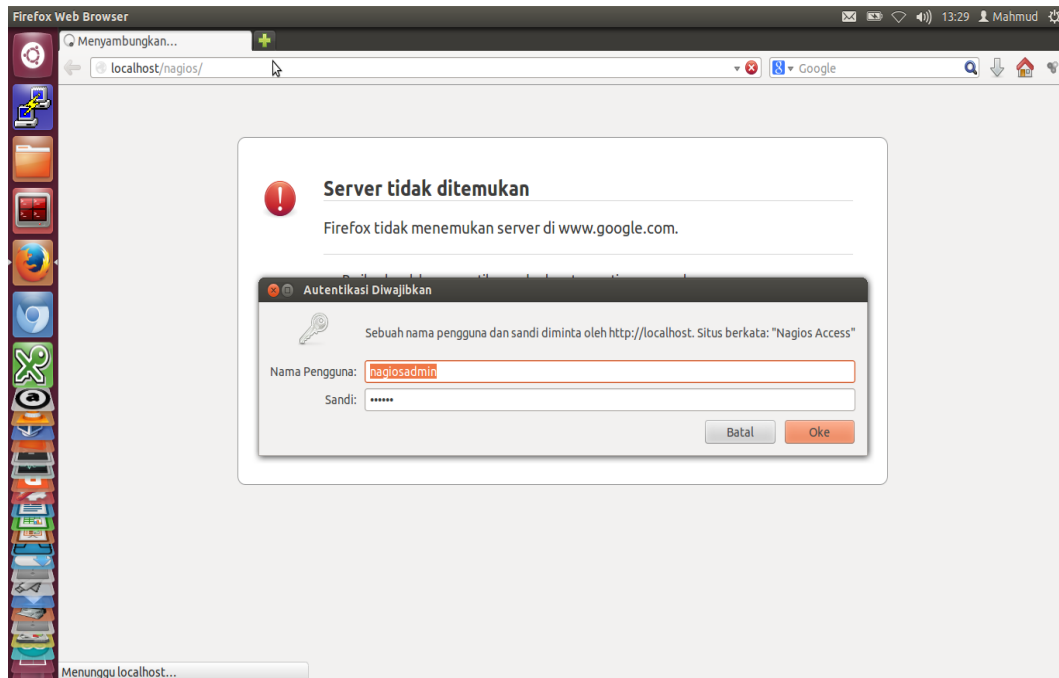 Firefox Web Browser
13:29 Mahmud
Menyambungkan...
localhost/nagios/
Google
Server tidak ditemukan
Firefox tidak menemukan server di www.google.com.
Autentikasi Diwajibkan
Sebuah nama pengguna dan sandi diminta oleh http://localhost. Situs berkata: "Nagios Access"
Nama Pengguna: nagiosadmin
Sandi: ••••••
Batal Oke
Menunggu localhost...